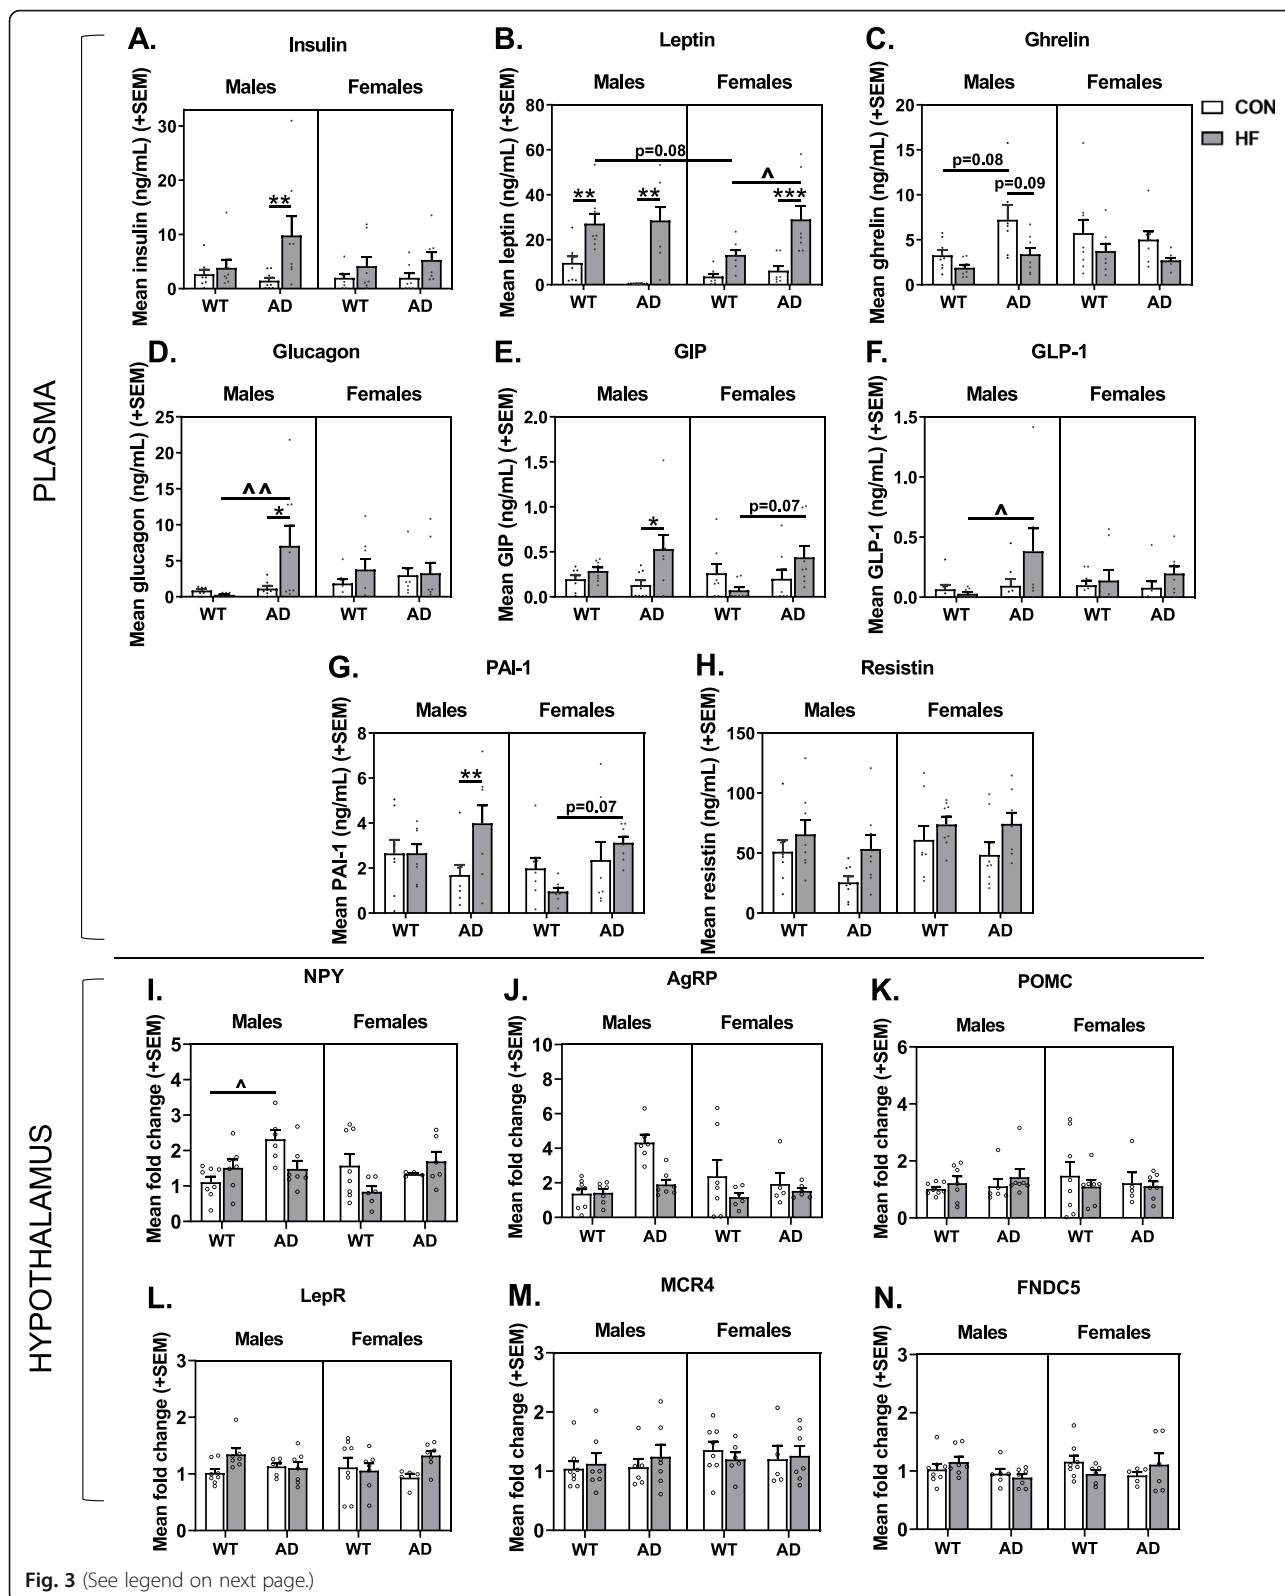 PLASMA
A.
Insulin
Males Females
Mean insulin (ng/mL) (+SEM)
30
20
10
0
**
WT AD WT AD
B.
Leptin
Males Females
Mean leptin (ng/mL) (+SEM)
80
60
40
20
0
p=0.08
** ** ^ ***
WT AD WT AD
C.
Ghrelin
Males Females
Mean ghrelin (ng/mL) (+SEM)
20
15
10
5
0
p=0.08
p=0.09
WT AD WT AD
CON
HF
D.
Glucagon
Males Females
Mean glucagon (ng/mL) (+SEM)
25
20
15
10
5
0
^^
*
WT AD WT AD
E.
GIP
Males Females
Mean GIP (ng/mL) (+SEM)
2.0
1.5
1.0
0.5
0.0
*
p=0.07
WT AD WT AD
F.
GLP-1
Males Females
Mean GLP-1 (ng/mL) (+SEM)
1.5
1.0
0.5
0.0
^
WT AD WT AD
G.
PAI-1
Males Females
Mean PAI-1 (ng/mL) (+SEM)
8
6
4
2
0
**
p=0.07
WT AD WT AD
H.
Resistin
Males Females
Mean resistin (ng/mL) (+SEM)
150
100
50
0
WT AD WT AD
HYPOTHALAMUS
I.
NPY
Males Females
Mean fold change (+SEM)
5
4
3
2
1
0
^
WT AD WT AD
J.
AgRP
Males Females
Mean fold change (+SEM)
10
8
6
4
2
0
WT AD WT AD
K.
POMC
Males Females
Mean fold change (+SEM)
6
4
2
0
WT AD WT AD
L.
LepR
Males Females
Mean fold change (+SEM)
3
2
1
0
WT AD WT AD
M.
MCR4
Males Females
Mean fold change (+SEM)
3
2
1
0
WT AD WT AD
N.
FNDC5
Males Females
Mean fold change (+SEM)
3
2
1
0
WT AD WT AD
Fig. 3 (See legend on next page.)